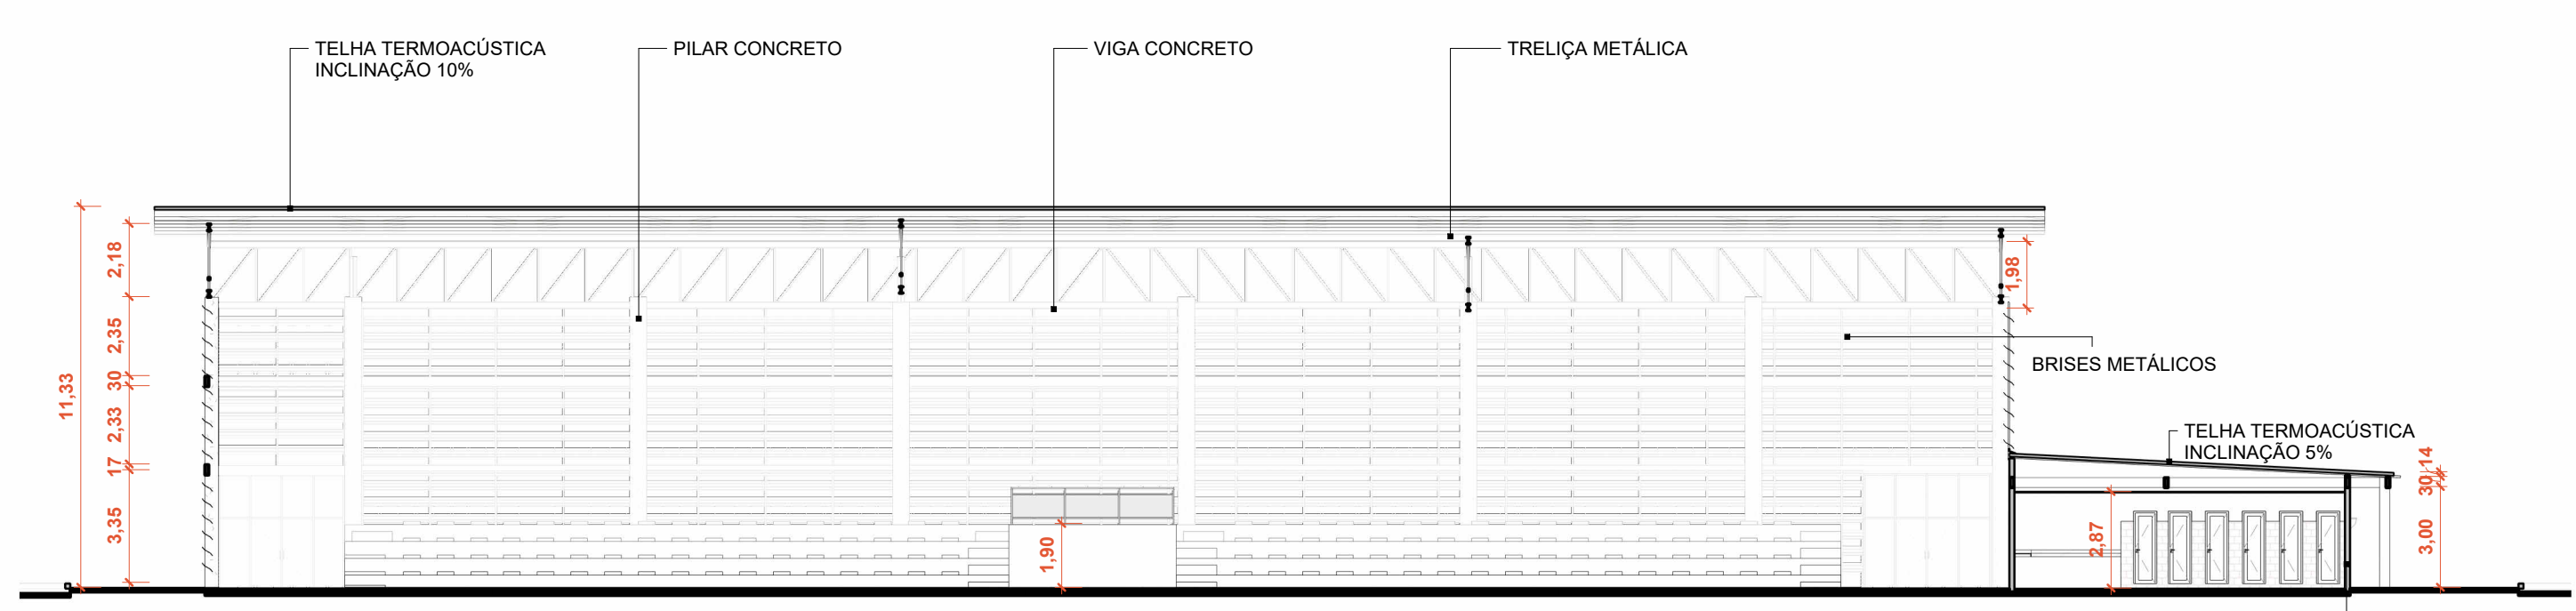 TELHA TERMOACÚSTICA
INCLINAÇÃO 10%
PILAR CONCRETO
VIGA CONCRETO
TRELIÇA METÁLICA
2,18
2,35
30
2,33
17
3,35
11,33
1,98
BRISES METÁLICOS
TELHA TERMOACÚSTICA
INCLINAÇÃO 5%
14
30
3,00
2,87
1,90